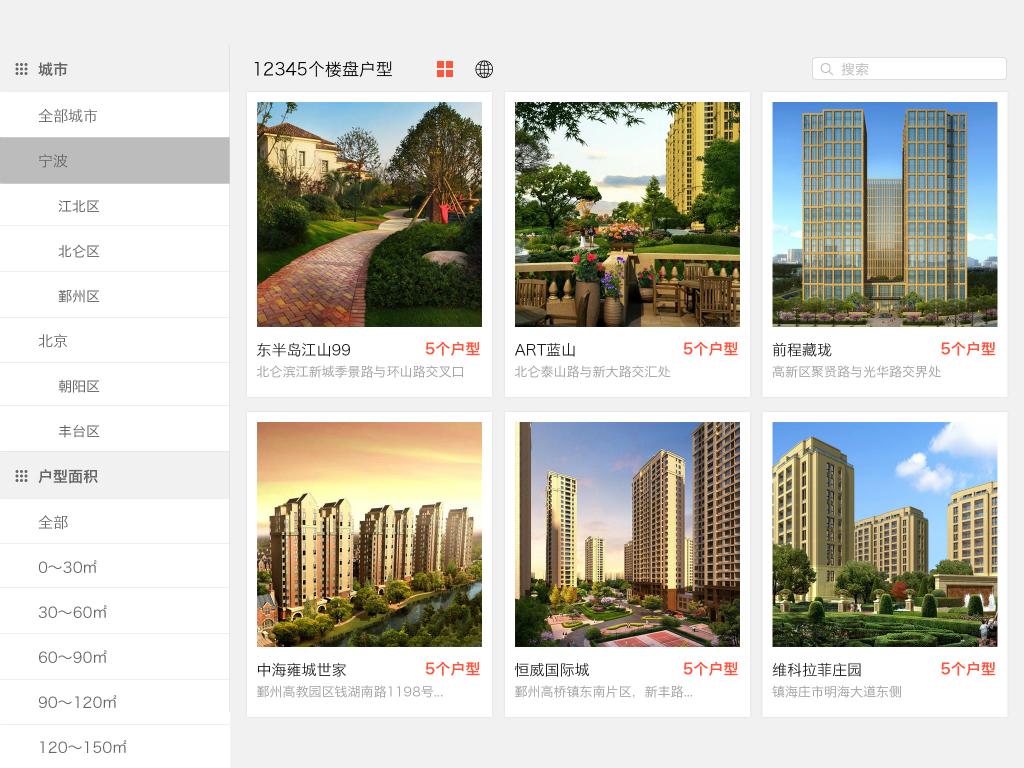 城市
全部城市
宁波
江北区
北仑区
鄞州区
北京
朝阳区
丰台区
户型面积
全部
0～30㎡
30～60㎡
60～90㎡
90～120㎡
120～150㎡
12345个楼盘户型
搜索
东半岛江山99 5个户型
北仑滨江新城季景路与环山路交叉口
ART蓝山 5个户型
北仑泰山路与新大路交汇处
前程藏珑 5个户型
高新区聚贤路与光华路交界处
中海雍城世家 5个户型
鄞州高教园区钱湖南路1198号...
恒威国际城 5个户型
鄞州高桥镇东南片区，新丰路...
维科拉菲庄园 5个户型
镇海庄市明海大道东侧